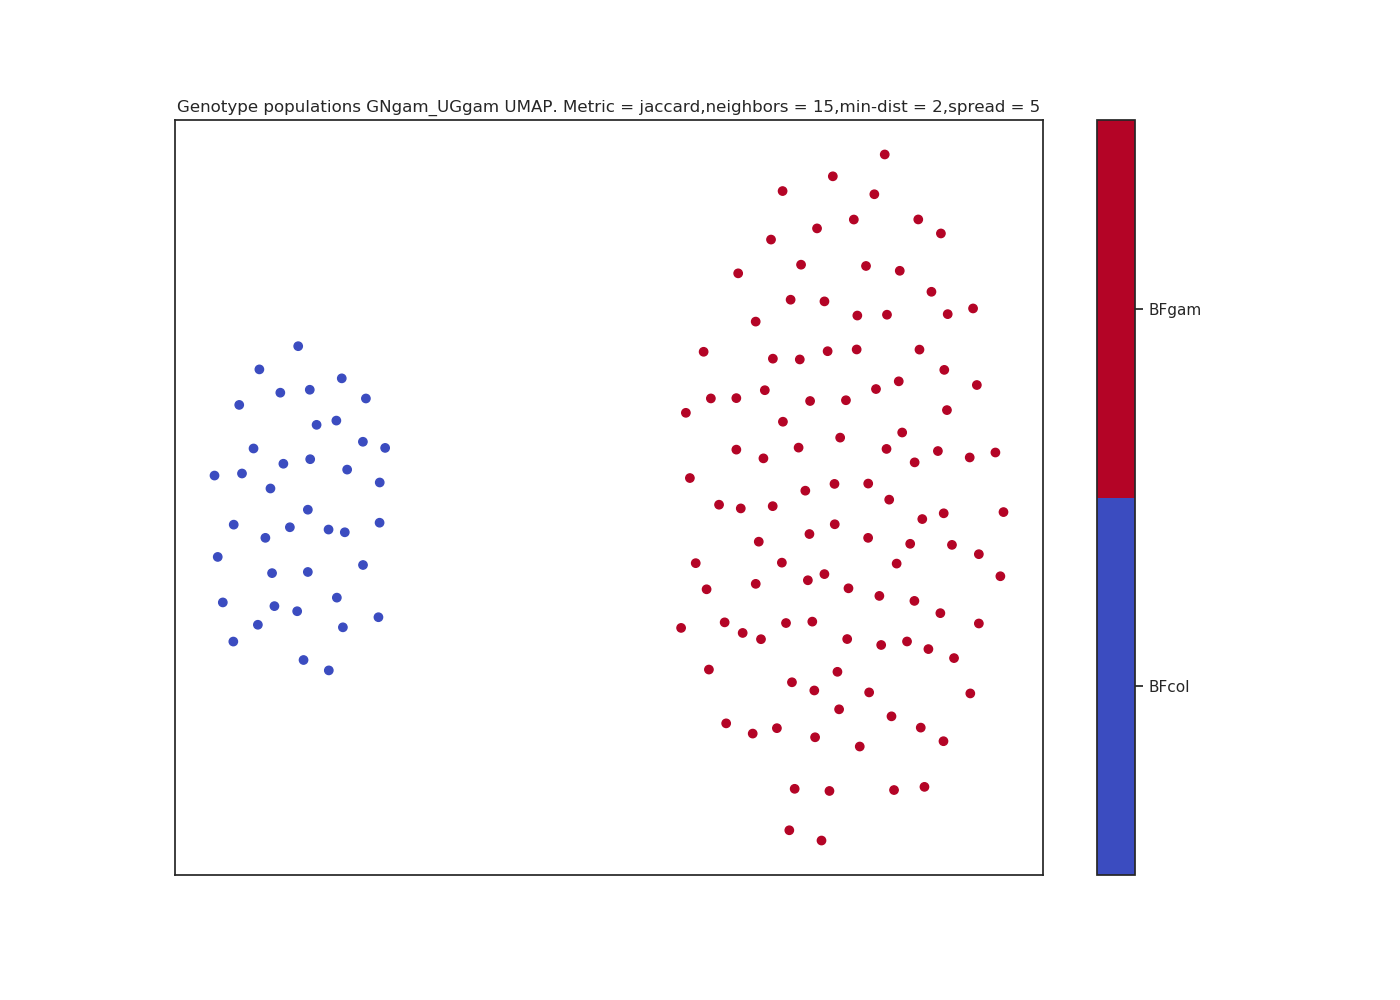 Genotype populations GNgam_UGgam UMAP. Metric = jaccard,neighbors = 15,min-dist = 2,spread = 5
BFgam
BFcol